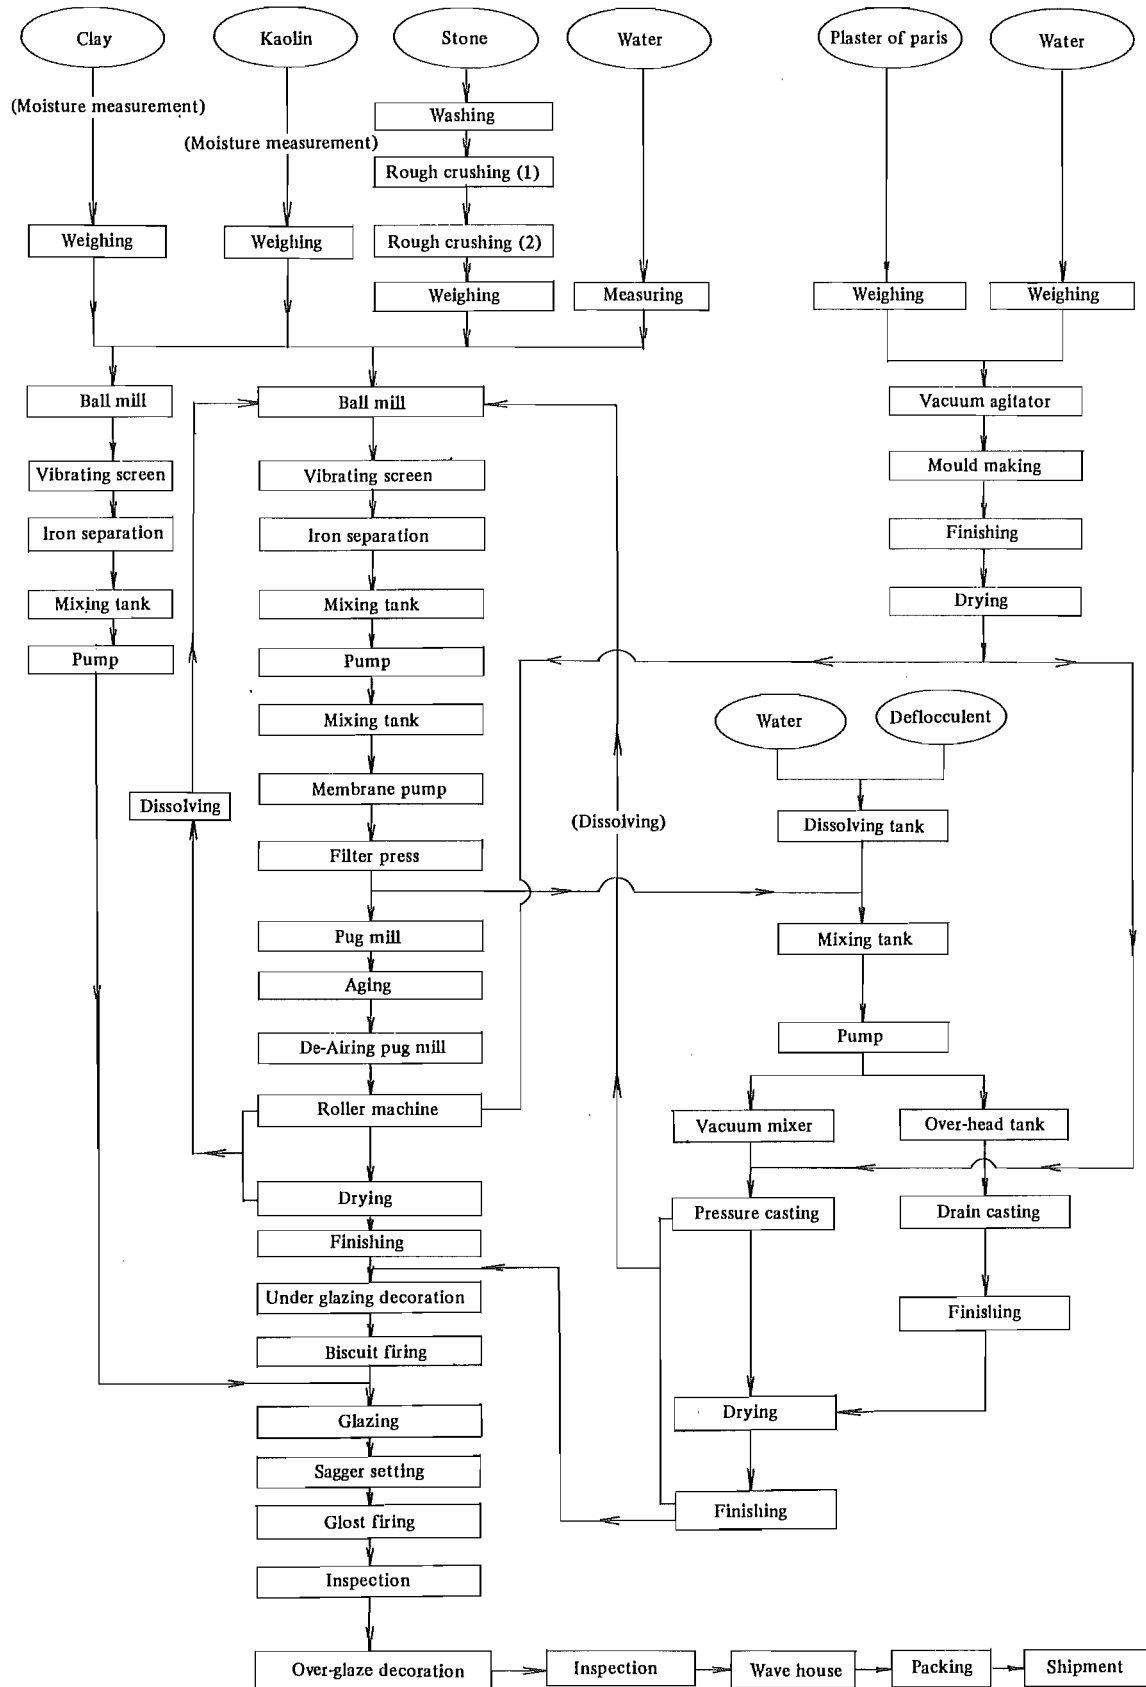 Clay
Kaolin
Stone
Water
Plaster of paris
Water
(Moisture measurement)
Washing
(Moisture measurement)
Rough crushing (1)
Weighing
Weighing
Rough crushing (2)
Weighing
Measuring
Weighing
Weighing
Ball mill
Ball mill
Vacuum agitator
Vibrating screen
Vibrating screen
Mould making
Iron separation
Iron separation
Finishing
Mixing tank
Mixing tank
Drying
Pump
Pump
Mixing tank
Water
Deflocculent
Membrane pump
Dissolving
(Dissolving)
Dissolving tank
Filter press
Pug mill
Mixing tank
Aging
Pump
De-Airing pug mill
Roller machine
Vacuum mixer
Over-head tank
Drying
Pressure casting
Drain casting
Finishing
Under glazing decoration
Finishing
Biscuit firing
Glazing
Drying
Sagger setting
Finishing
Glost firing
Inspection
Over-glaze decoration
Inspection
Wave house
Packing
Shipment